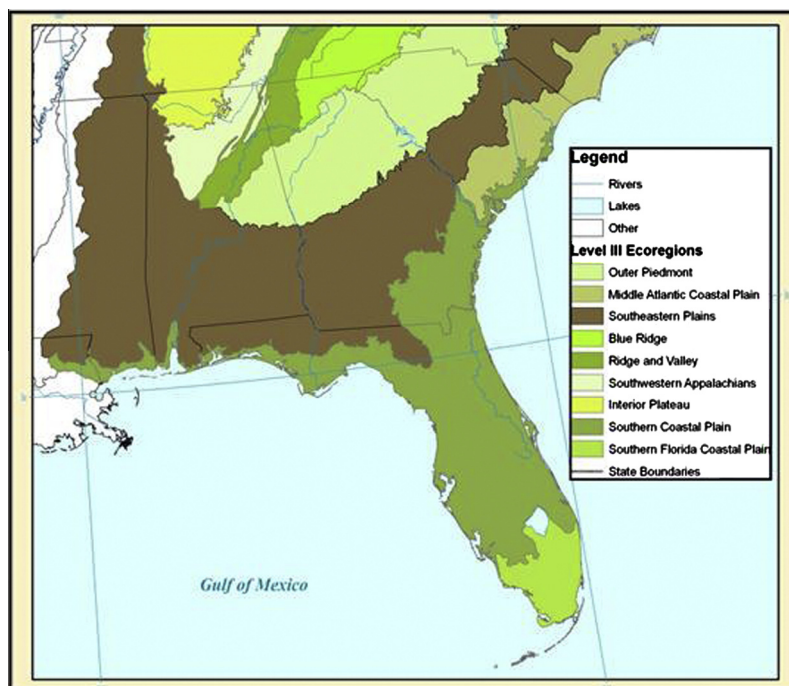 Legend
Rivers
Lakes
Other
Level III Ecoregions
Outer Piedmont
Middle Atlantic Coastal Plain
Southeastern Plains
Blue Ridge
Ridge and Valley
Southwestern Appalachians
Interior Plateau
Southern Coastal Plain
Southern Florida Coastal Plain
State Boundaries
Gulf of Mexico